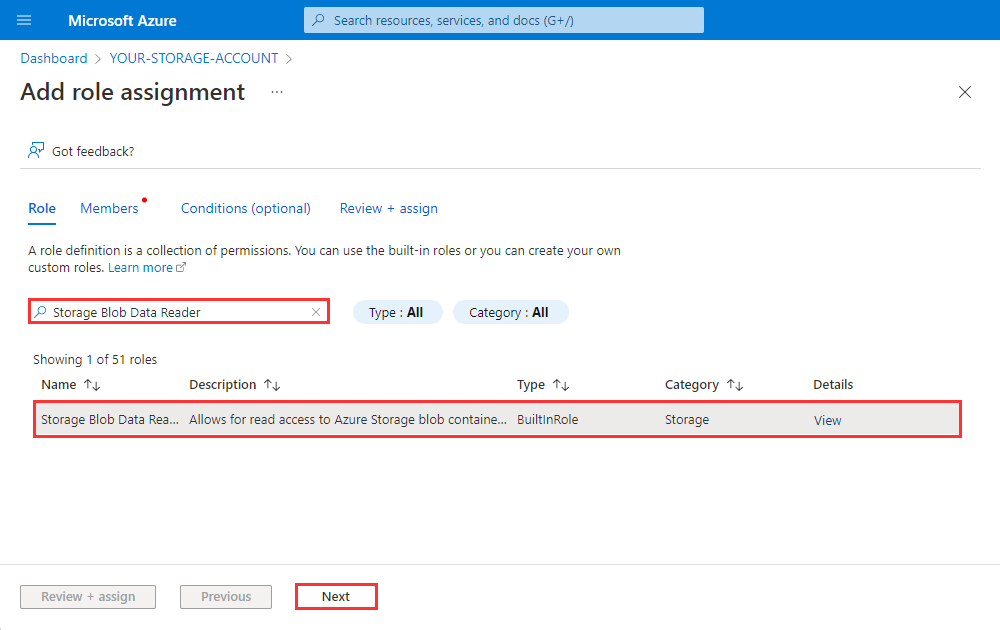 Microsoft Azure
Search resources, services, and docs (G+/)
Dashboard > YOUR-STORAGE-ACCOUNT >
Add role assignment ...
Got feedback?
Role Members Conditions (optional) Review + assign
A role definition is a collection of permissions. You can use the built-in roles or you can create your own
custom roles. Learn more
Storage Blob Data Reader
Type : All Category : All
Showing 1 of 51 roles
Name ↑↓ Description ↑↓ Type ↑↓ Category ↑↓ Details
Storage Blob Data Rea... Allows for read access to Azure Storage blob containe... BuiltInRole Storage View
Review + assign Previous Next